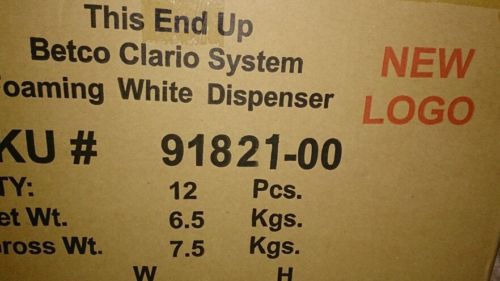 This End Up
Betco Clario System
oaming White Dispenser
NEW
LOGO
KU # 91821-00
TY: 12 Pcs.
et Wt. 6.5 Kgs.
ross Wt. 7.5 Kgs.
W H